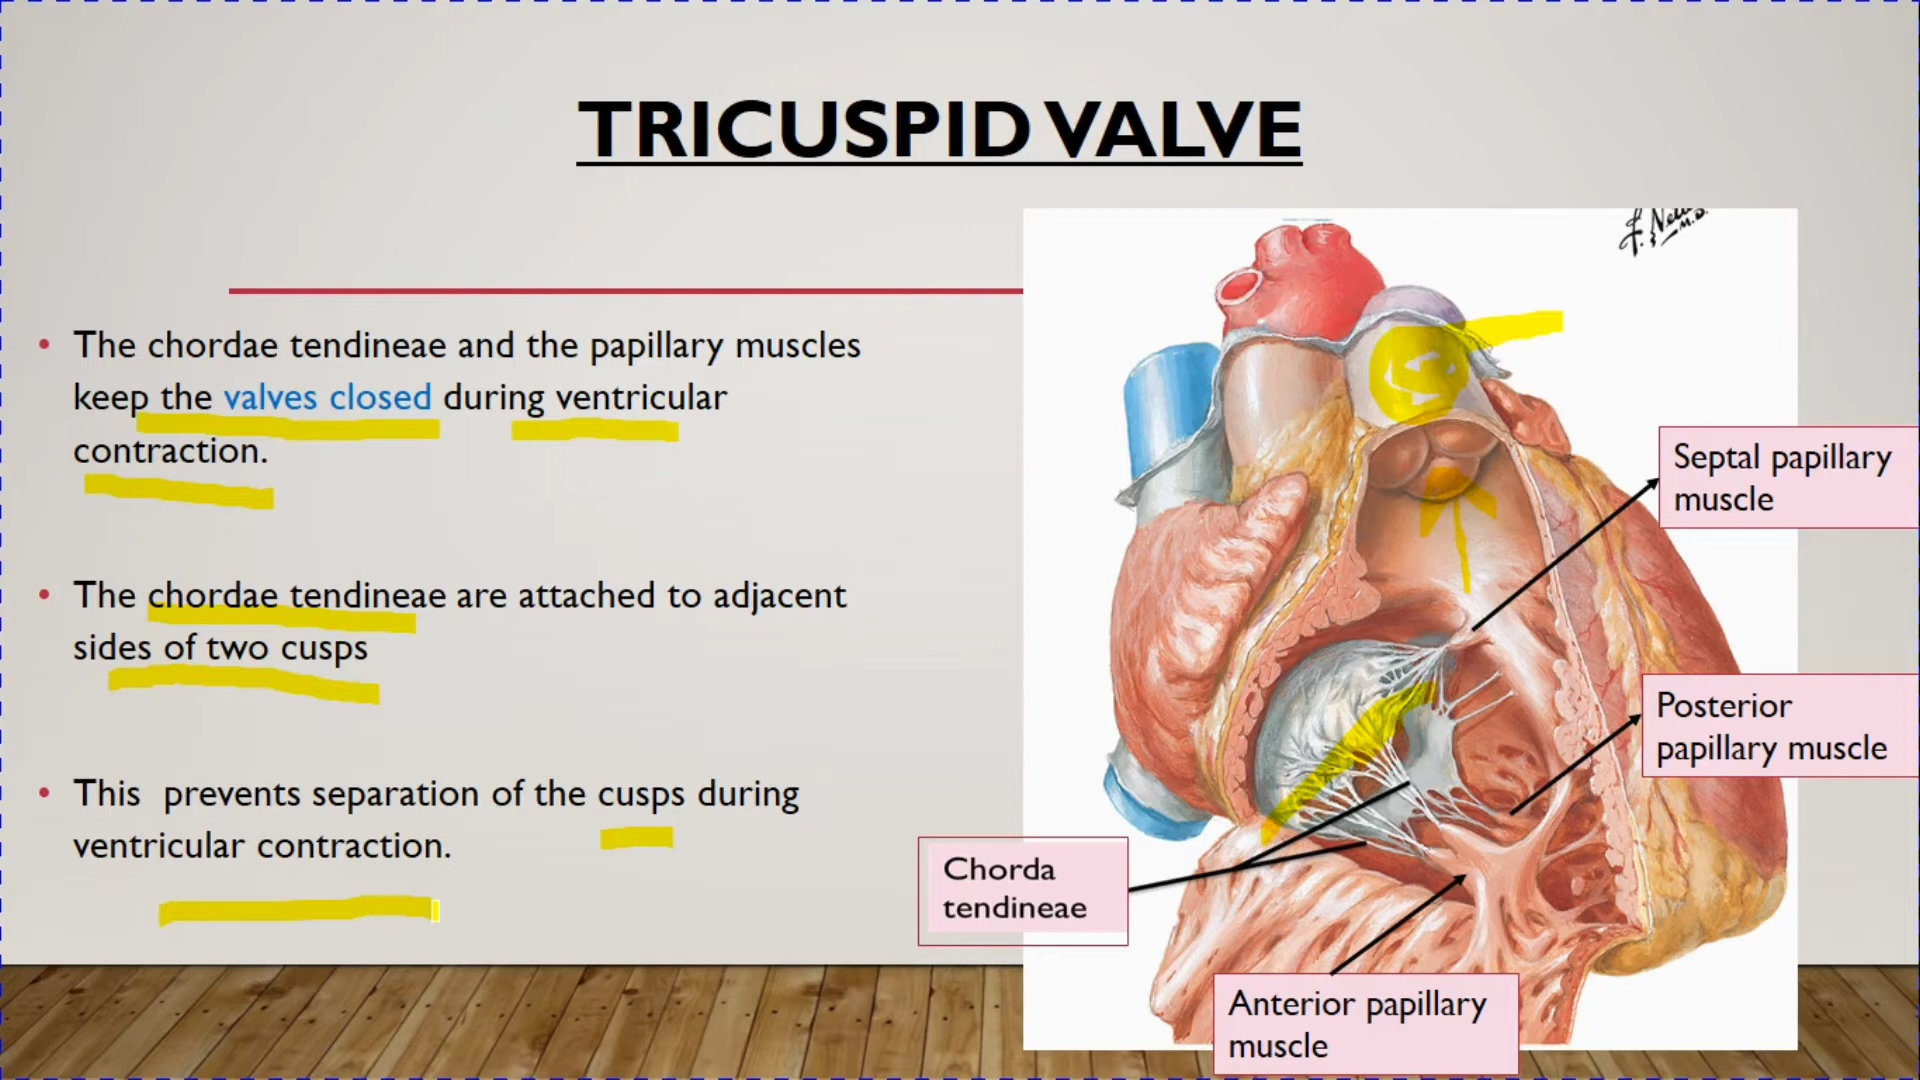 TRICUSPID VALVE
• The chordae tendineae and the papillary muscles
keep the valves closed during ventricular
contraction.
• The chordae tendineae are attached to adjacent
sides of two cusps
• This prevents separation of the cusps during
ventricular contraction.
Septal papillary
muscle
Posterior
papillary muscle
Chorda
tendineae
Anterior papillary
muscle